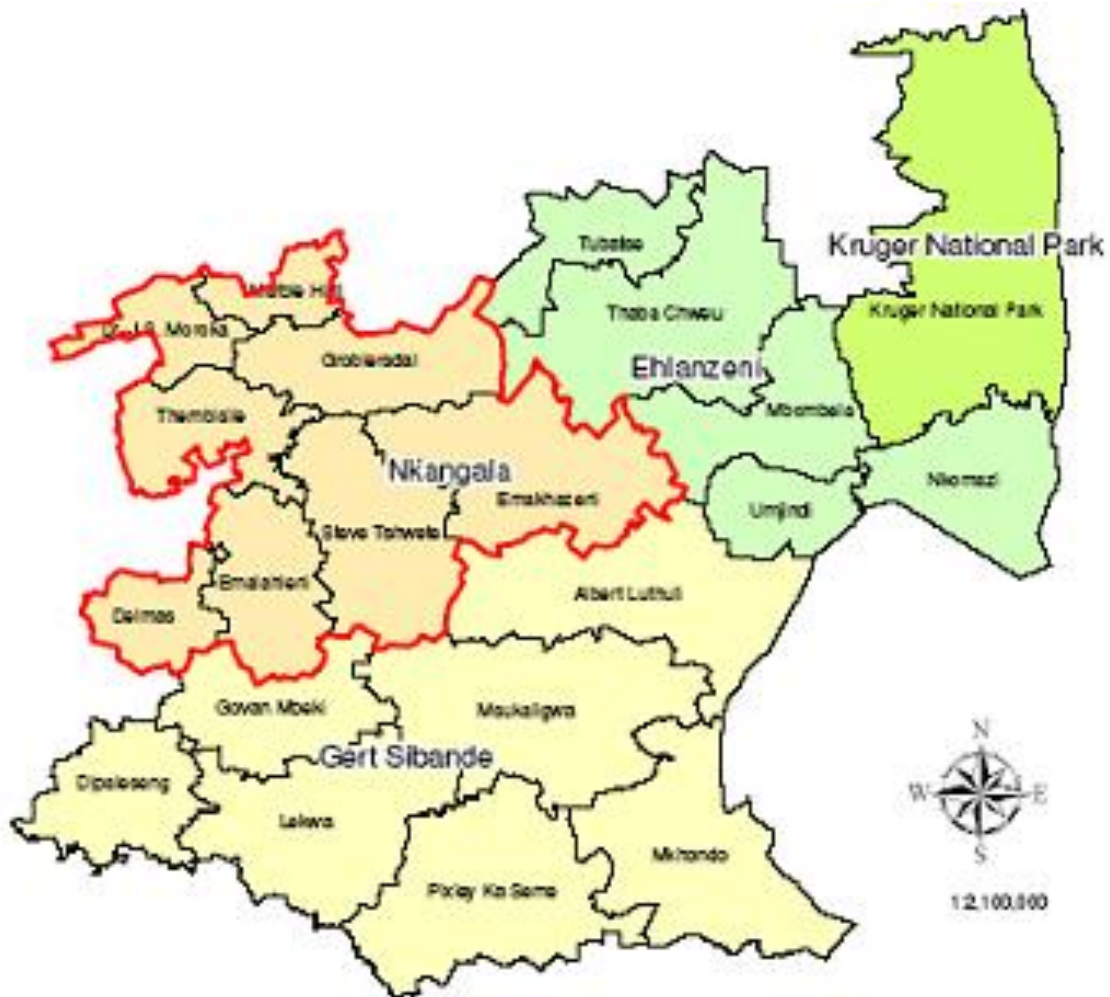 Kruger National Park
Tubatse
Thaba Chweu
Kruger National Park
Marble Hall
Dr. JS Moroka
Groblersdal
Ehlanzeni
Mbombela
Thembisile
Nkangala
Emakhazeni
Nkomazi
Umjindi
Steve Tshwete
Emalahleni
Albert Luthuli
Delmas
Govan Mbeki
Msukaligwa
Gert Sibande
Dipaleseng
Lekwa
Mkhondo
Pixley Ka Seme
N
W
E
S
1:2,100,000